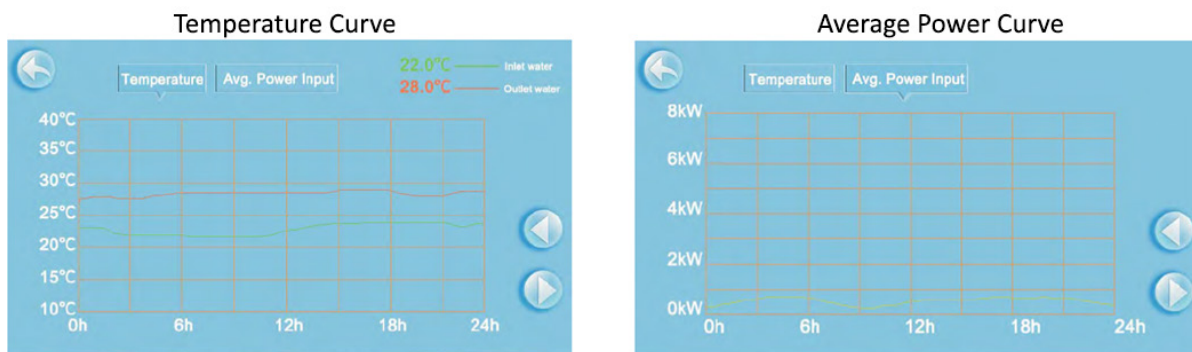 Temperature Curve
Temperature
Avg. Power Input
22.0°C
Inlet water
28.0°C
Outlet water
40°C
35°C
30°C
25°C
20°C
15°C
10°C
0h
6h
12h
18h
24h
Average Power Curve
Temperature
Avg. Power Input
8kW
6kW
4kW
2kW
0kW
0h
6h
12h
18h
24h